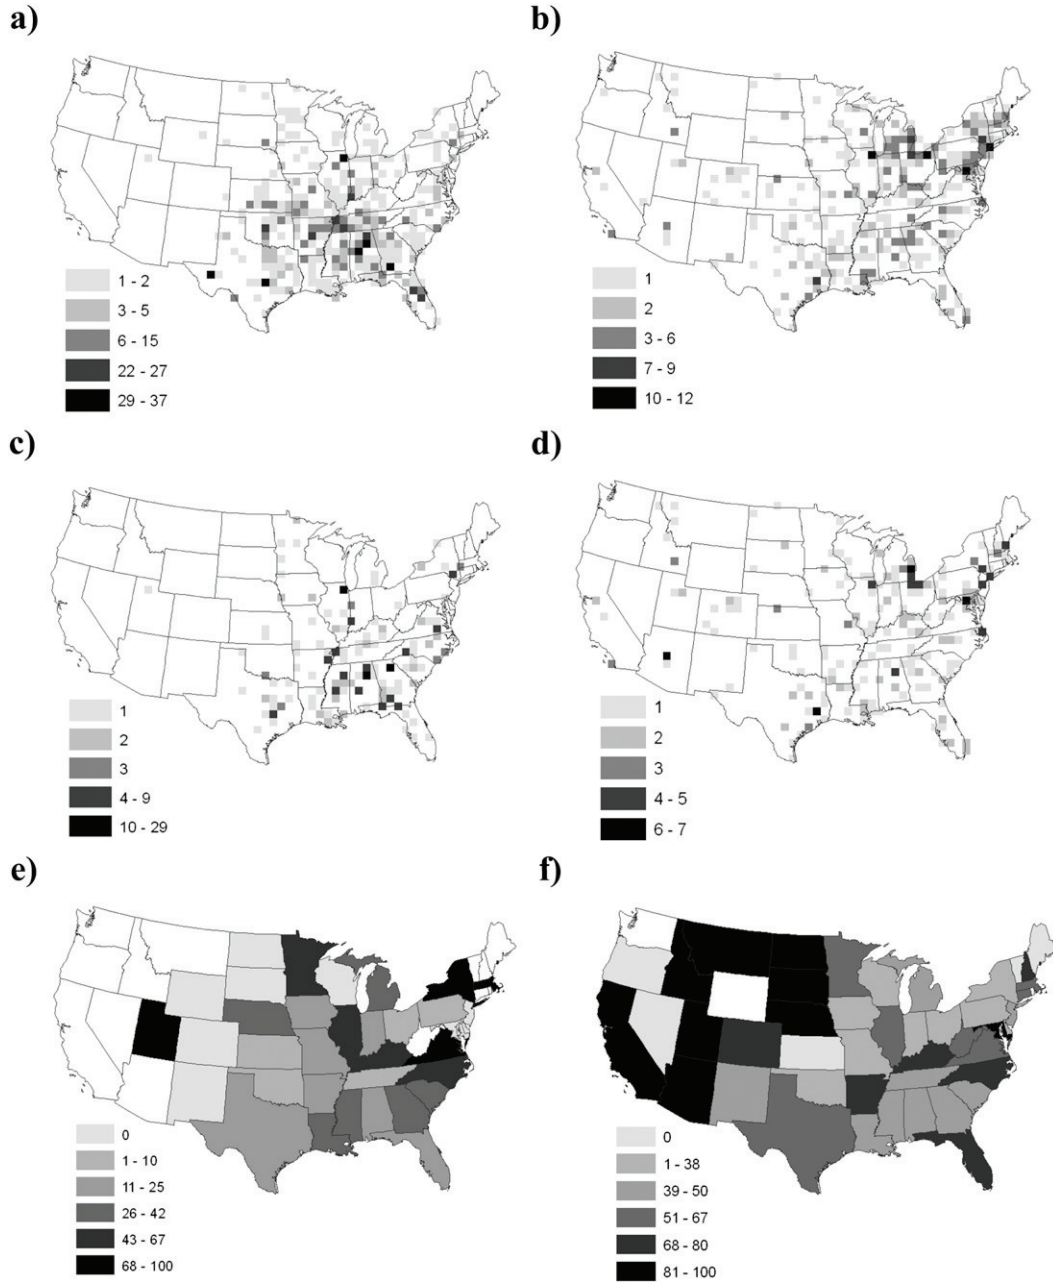 a)
b)
1 - 2
3 - 5
6 - 15
22 - 27
29 - 37
1
2
3 - 6
7 - 9
10 - 12
c)
d)
1
2
3
4 - 9
10 - 29
1
2
3
4 - 5
6 - 7
e)
f)
0
1 - 10
11 - 25
26 - 42
43 - 67
68 - 100
0
1 - 38
39 - 50
51 - 67
68 - 80
81 - 100